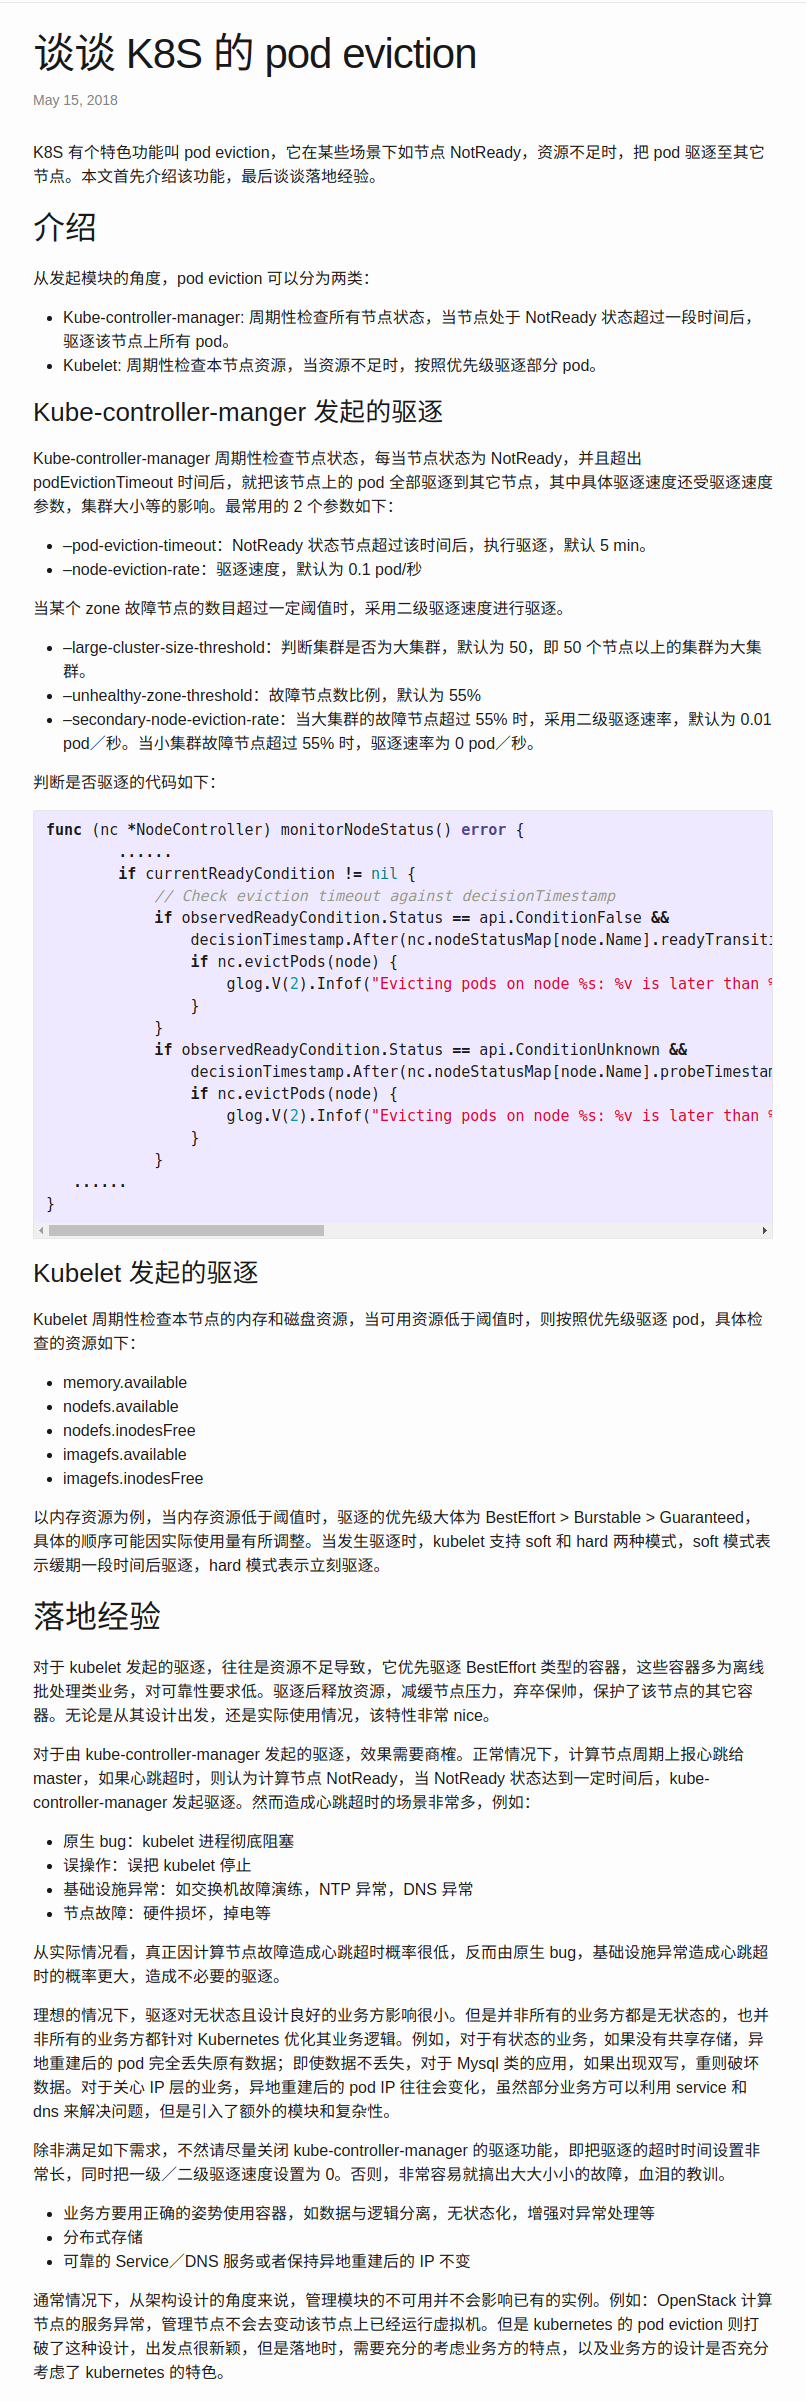 谈谈 K8S 的 pod eviction
May 15, 2018
K8S 有个特色功能叫 pod eviction，它在某些场景下如节点 NotReady，资源不足时，把 pod 驱逐至其它
节点。本文首先介绍该功能，最后谈谈落地经验。
介绍
从发起模块的角度，pod eviction 可以分为两类：
• Kube-controller-manager: 周期性检查所有节点状态，当节点处于 NotReady 状态超过一段时间后，
驱逐该节点上所有 pod。
• Kubelet: 周期性检查本节点资源，当资源不足时，按照优先级驱逐部分 pod。
Kube-controller-manger 发起的驱逐
Kube-controller-manager 周期性检查节点状态，每当节点状态为 NotReady，并且超出
podEvictionTimeout 时间后，就把该节点上的 pod 全部驱逐到其它节点，其中具体驱逐速度还受驱逐速度
参数，集群大小等的影响。最常用的 2 个参数如下：
• –pod-eviction-timeout：NotReady 状态节点超过该时间后，执行驱逐，默认 5 min。
• –node-eviction-rate：驱逐速度，默认为 0.1 pod/秒
当某个 zone 故障节点的数目超过一定阈值时，采用二级驱逐速度进行驱逐。
• –large-cluster-size-threshold：判断集群是否为大集群，默认为 50，即 50 个节点以上的集群为大集
群。
• –unhealthy-zone-threshold：故障节点数比例，默认为 55%
• –secondary-node-eviction-rate：当大集群的故障节点超过 55% 时，采用二级驱逐速率，默认为 0.01
pod／秒。当小集群故障节点超过 55% 时，驱逐速率为 0 pod／秒。
判断是否驱逐的代码如下：
func (nc *NodeController) monitorNodeStatus() error {
......
if currentReadyCondition != nil {
// Check eviction timeout against decisionTimestamp
if observedReadyCondition.Status == api.ConditionFalse &&
decisionTimestamp.After(nc.nodeStatusMap[node.Name].readyTransiti
if nc.evictPods(node) {
glog.V(2).Infof("Evicting pods on node %s: %v is later than %
}
}
if observedReadyCondition.Status == api.ConditionUnknown &&
decisionTimestamp.After(nc.nodeStatusMap[node.Name].probeTimestam
if nc.evictPods(node) {
glog.V(2).Infof("Evicting pods on node %s: %v is later than %
}
}
......
}
Kubelet 发起的驱逐
Kubelet 周期性检查本节点的内存和磁盘资源，当可用资源低于阈值时，则按照优先级驱逐 pod，具体检
查的资源如下：
• memory.available
• nodefs.available
• nodefs.inodesFree
• imagefs.available
• imagefs.inodesFree
以内存资源为例，当内存资源低于阈值时，驱逐的优先级大体为 BestEffort > Burstable > Guaranteed，
具体的顺序可能因实际使用量有所调整。当发生驱逐时，kubelet 支持 soft 和 hard 两种模式，soft 模式表
示缓期一段时间后驱逐，hard 模式表示立刻驱逐。
落地经验
对于 kubelet 发起的驱逐，往往是资源不足导致，它优先驱逐 BestEffort 类型的容器，这些容器多为离线
批处理类业务，对可靠性要求低。驱逐后释放资源，减缓节点压力，弃卒保帅，保护了该节点的其它容
器。无论是从其设计出发，还是实际使用情况，该特性非常 nice。
对于由 kube-controller-manager 发起的驱逐，效果需要商榷。正常情况下，计算节点周期上报心跳给
master，如果心跳超时，则认为计算节点 NotReady，当 NotReady 状态达到一定时间后，kube-
controller-manager 发起驱逐。然而造成心跳超时的场景非常多，例如：
• 原生 bug：kubelet 进程彻底阻塞
• 误操作：误把 kubelet 停止
• 基础设施异常：如交换机故障演练，NTP 异常，DNS 异常
• 节点故障：硬件损坏，掉电等
从实际情况看，真正因计算节点故障造成心跳超时概率很低，反而由原生 bug，基础设施异常造成心跳超
时的概率更大，造成不必要的驱逐。
理想的情况下，驱逐对无状态且设计良好的业务方影响很小。但是并非所有的业务方都是无状态的，也并
非所有的业务方都针对 Kubernetes 优化其业务逻辑。例如，对于有状态的业务，如果没有共享存储，异
地重建后的 pod 完全丢失原有数据；即使数据不丢失，对于 Mysql 类的应用，如果出现双写，重则破坏
数据。对于关心 IP 层的业务，异地重建后的 pod IP 往往会变化，虽然部分业务方可以利用 service 和
dns 来解决问题，但是引入了额外的模块和复杂性。
除非满足如下需求，不然请尽量关闭 kube-controller-manager 的驱逐功能，即把驱逐的超时时间设置非
常长，同时把一级／二级驱逐速度设置为 0。否则，非常容易就搞出大大小小的故障，血泪的教训。
• 业务方要用正确的姿势使用容器，如数据与逻辑分离，无状态化，增强对异常处理等
• 分布式存储
• 可靠的 Service／DNS 服务或者保持异地重建后的 IP 不变
通常情况下，从架构设计的角度来说，管理模块的不可用并不会影响已有的实例。例如：OpenStack 计算
节点的服务异常，管理节点不会去变动该节点上已经运行虚拟机。但是 kubernetes 的 pod eviction 则打
破了这种设计，出发点很新颖，但是落地时，需要充分的考虑业务方的特点，以及业务方的设计是否充分
考虑了 kubernetes 的特色。